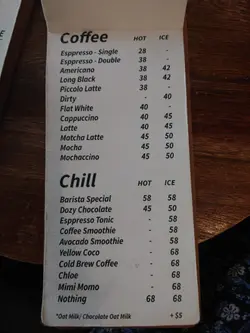 Coffee HOT ICE
Esppresso - Single 28 -
Esppresso - Double 38 -
Americano 38 42
Long Black 38 42
Piccolo Latte 38 -
Dirty - 40
Flat White 40 -
Cappuccino 40 45
Latte 40 45
Matcha Latte 45 50
Mocha 45 50
Mochaccino 45 50
Chill HOT ICE
Barista Special 58 58
Dozy Chocolate 45 50
Esppresso Tonic - 58
Coffee Smoothie - 58
Avocado Smoothie - 58
Yellow Coco - 68
Cold Brew Coffee - 68
Chloe - 68
Mimi Momo - 68
Nothing 68 68
*Oat Milk/ Chocolate Oat Milk